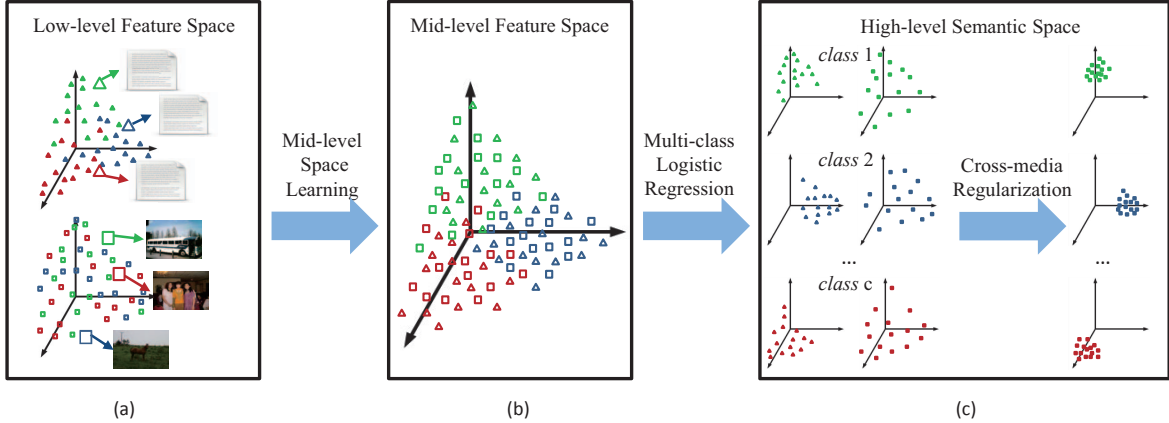 Low-level Feature Space
Mid-level
Space
Learning
Mid-level Feature Space
Multi-class
Logistic
Regression
High-level Semantic Space
class 1
class 2
Cross-media
Regularization
...
...
class c
(a)
(b)
(c)